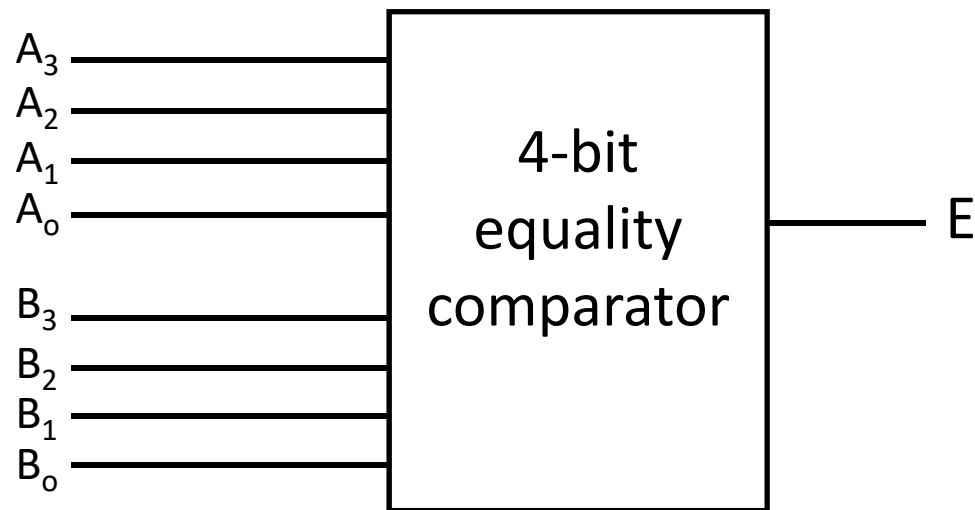 A₃
A₂
A₁
Aₒ
B₃
B₂
B₁
Bₒ
4-bit
equality
comparator
E